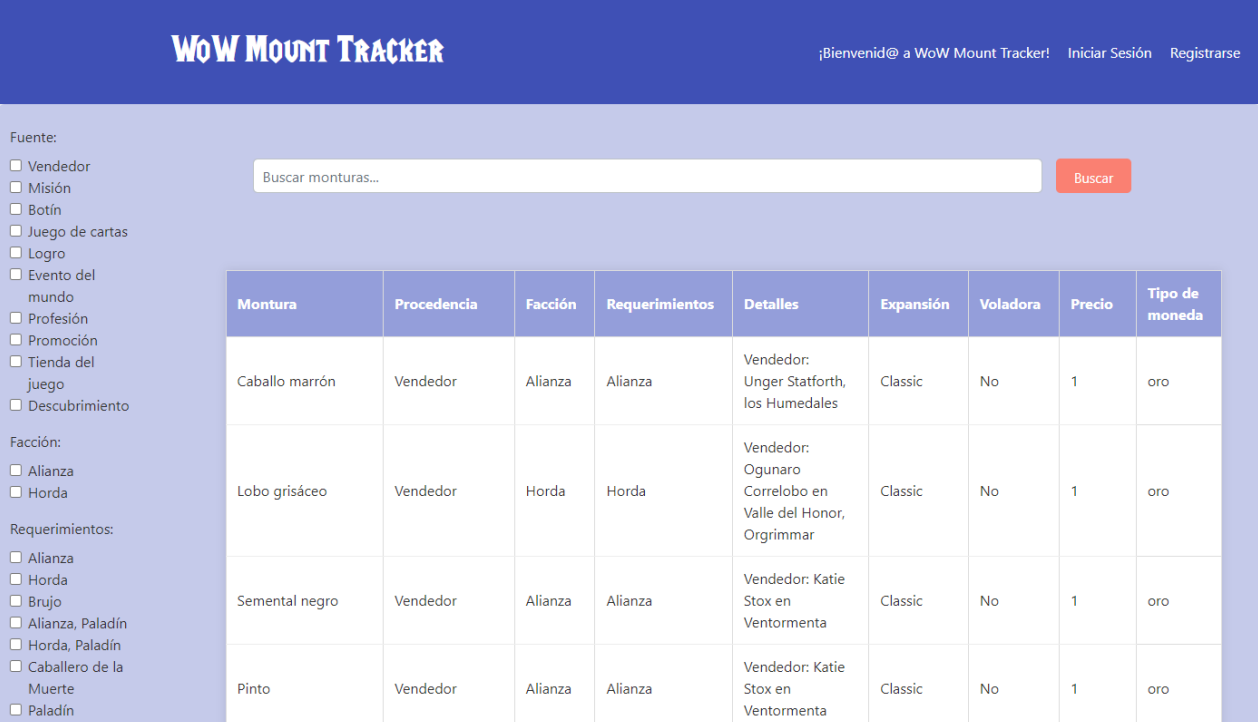 WoW Mount Tracker
¡Bienvenid@ a WoW Mount Tracker! Iniciar Sesión Registrarse
Fuente:
Vendedor
Misión
Botín
Juego de cartas
Logro
Evento del
mundo
Profesión
Promoción
Tienda del
juego
Descubrimiento
Facción:
Alianza
Horda
Requerimientos:
Alianza
Horda
Brujo
Alianza, Paladín
Horda, Paladín
Caballero de la
Muerte
Paladín
Buscar monturas... Buscar
Montura Procedencia Facción Requerimientos Detalles Expansión Voladora Precio Tipo de
moneda
Caballo marrón Vendedor Alianza Alianza Vendedor:
Unger Statforth,
los Humedales Classic No 1 oro
Lobo grisáceo Vendedor Horda Horda Vendedor:
Ogunaro
Correlobo en
Valle del Honor,
Orgrimmar Classic No 1 oro
Semental negro Vendedor Alianza Alianza Vendedor: Katie
Stox en
Ventormenta Classic No 1 oro
Pinto Vendedor Alianza Alianza Vendedor: Katie
Stox en
Ventormenta Classic No 1 oro